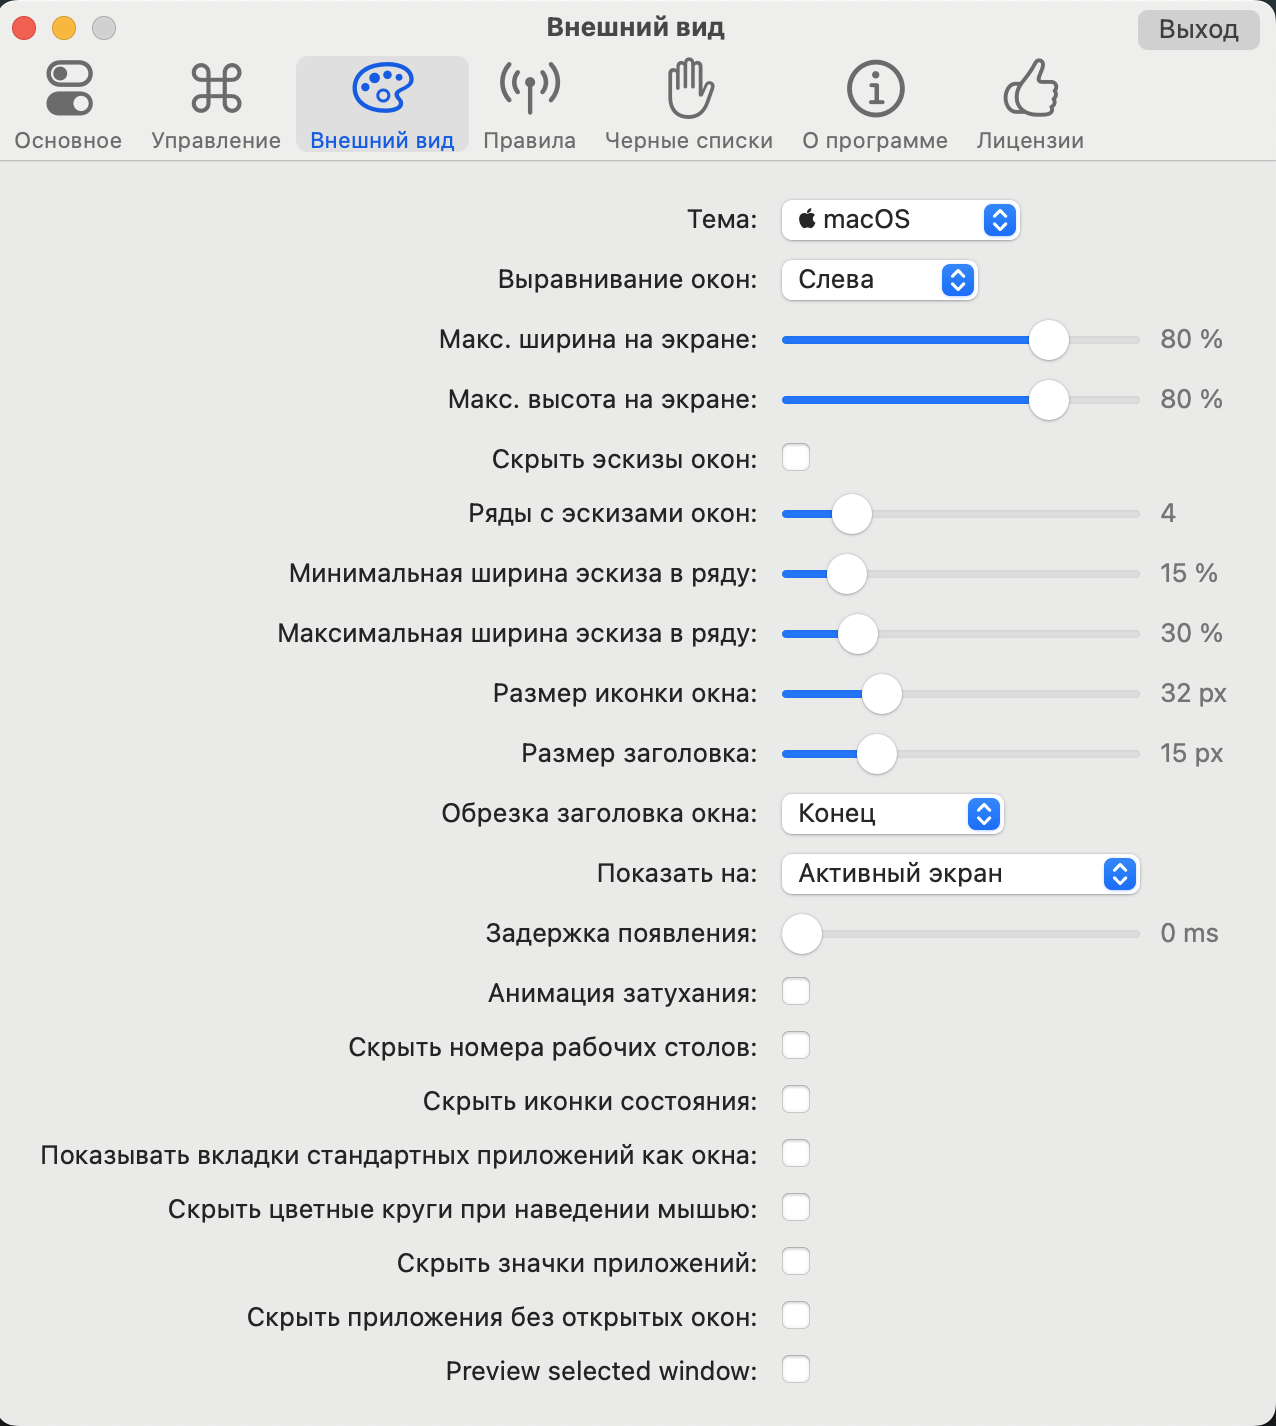 Внешний вид
Выход
Основное
Управление
Внешний вид
Правила
Черные списки
О программе
Лицензии
Тема: macOS
Выравнивание окон: Слева
Макс. ширина на экране: 80 %
Макс. высота на экране: 80 %
Скрыть эскизы окон:
Ряды с эскизами окон: 4
Минимальная ширина эскиза в ряду: 15 %
Максимальная ширина эскиза в ряду: 30 %
Размер иконки окна: 32 px
Размер заголовка: 15 px
Обрезка заголовка окна: Конец
Показать на: Активный экран
Задержка появления: 0 ms
Анимация затухания:
Скрыть номера рабочих столов:
Скрыть иконки состояния:
Показывать вкладки стандартных приложений как окна:
Скрыть цветные круги при наведении мышью:
Скрыть значки приложений:
Скрыть приложения без открытых окон:
Preview selected window: